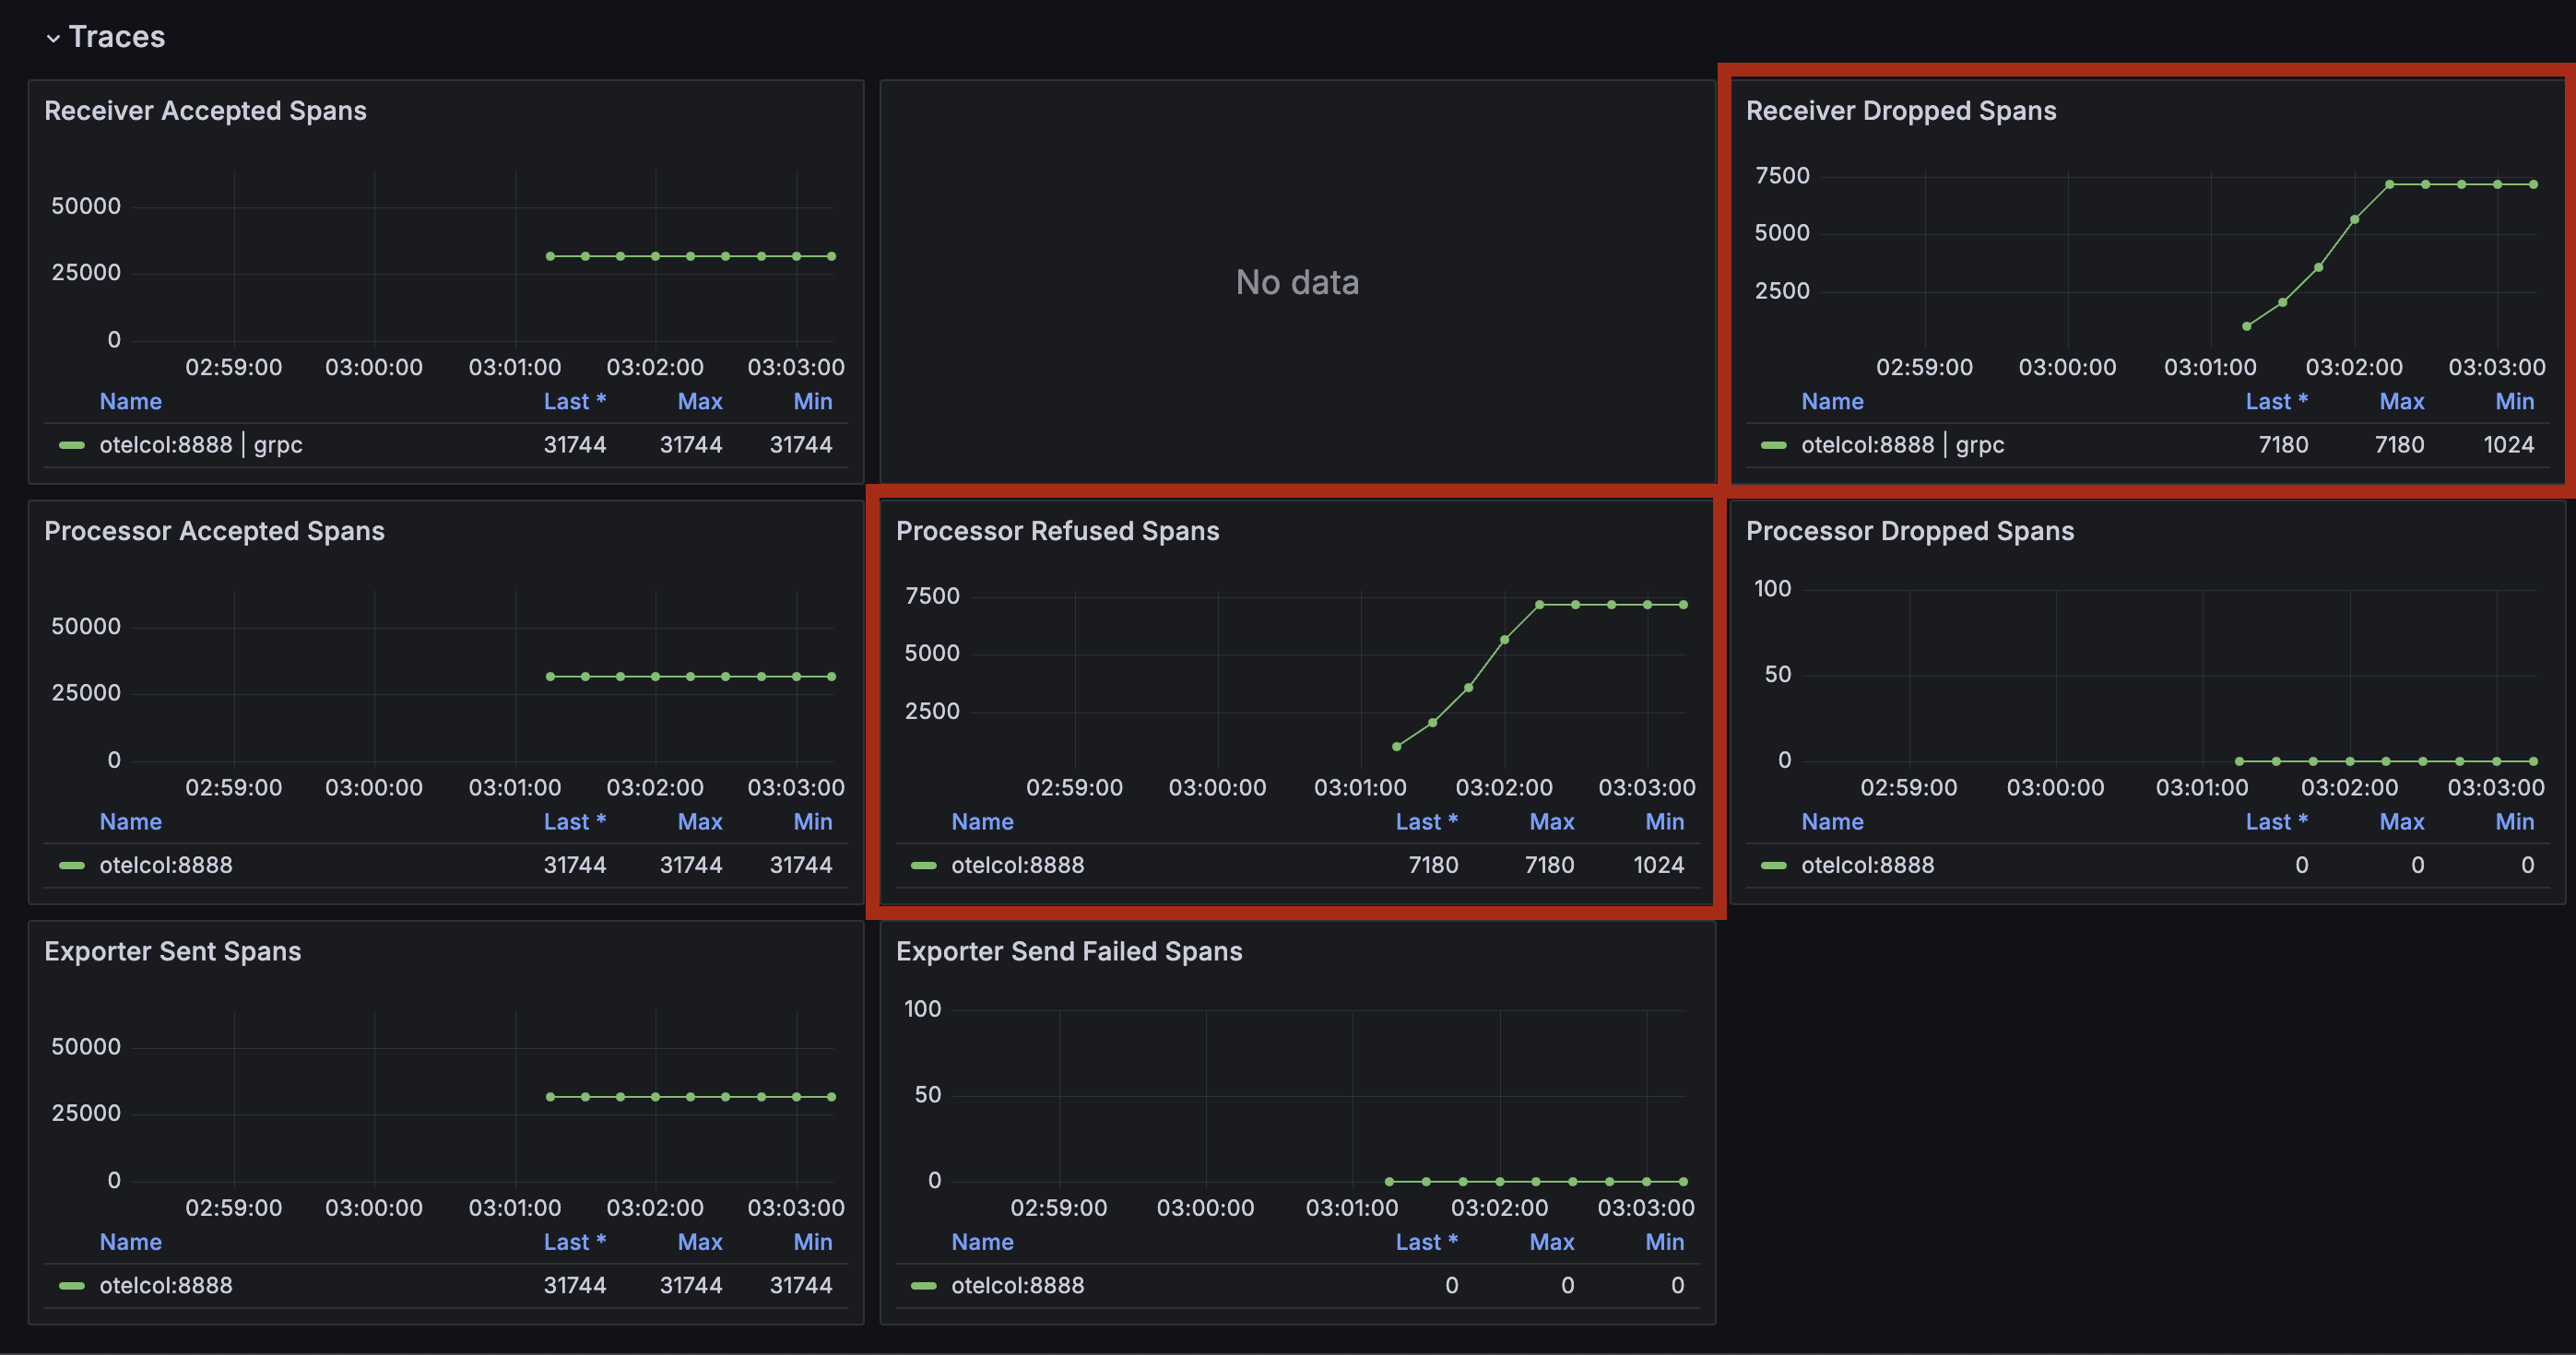 Traces
Receiver Accepted Spans
50000
25000
0
02:59:00 03:00:00 03:01:00 03:02:00 03:03:00
Name Last * Max Min
otelcol:8888 | grpc 31744 31744 31744
No data
Receiver Dropped Spans
7500
5000
2500
02:59:00 03:00:00 03:01:00 03:02:00 03:03:00
Name Last * Max Min
otelcol:8888 | grpc 7180 7180 1024
Processor Accepted Spans
50000
25000
0
02:59:00 03:00:00 03:01:00 03:02:00 03:03:00
Name Last * Max Min
otelcol:8888 31744 31744 31744
Processor Refused Spans
7500
5000
2500
02:59:00 03:00:00 03:01:00 03:02:00 03:03:00
Name Last * Max Min
otelcol:8888 7180 7180 1024
Processor Dropped Spans
100
50
0
02:59:00 03:00:00 03:01:00 03:02:00 03:03:00
Name Last * Max Min
otelcol:8888 0 0 0
Exporter Sent Spans
50000
25000
0
02:59:00 03:00:00 03:01:00 03:02:00 03:03:00
Name Last * Max Min
otelcol:8888 31744 31744 31744
Exporter Send Failed Spans
100
50
0
02:59:00 03:00:00 03:01:00 03:02:00 03:03:00
Name Last * Max Min
otelcol:8888 0 0 0